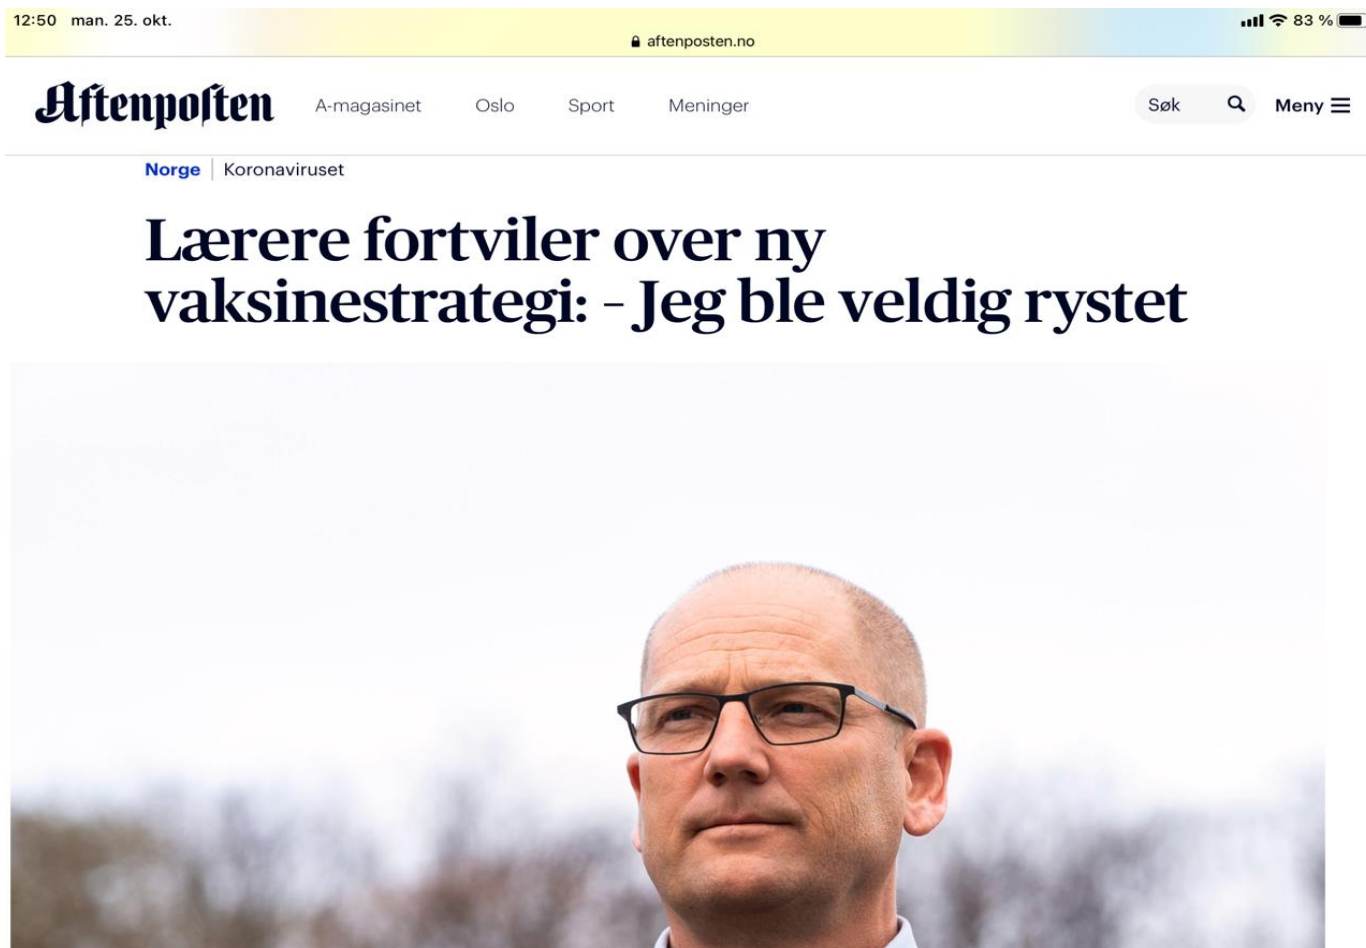 12:50 man. 25. okt.
83 %
aftenposten.no
Aftenposten
A-magasinet Oslo Sport Meninger
Søk
Meny
Norge | Koronaviruset
Lærere fortviler over ny
vaksinestrategi: – Jeg ble veldig rystet